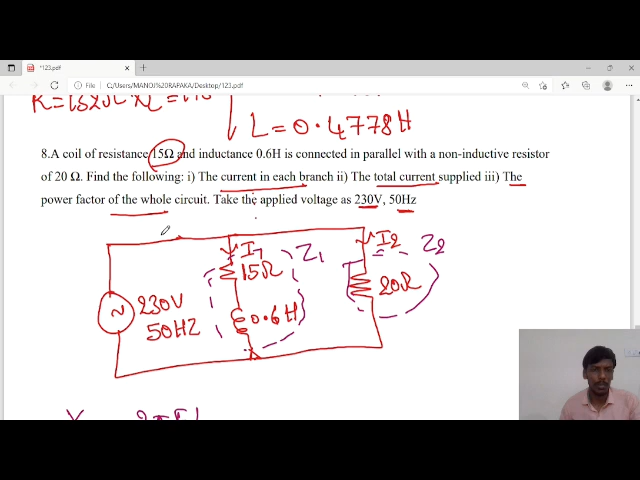 *123.pdf
File
C:/Users/MANOJ%20RAPAKA/Desktop/123.pdf
L = 0.4778H
8.A coil of resistance 15Ω and inductance 0.6H is connected in parallel with a non-inductive resistor
of 20 Ω. Find the following: i) The current in each branch ii) The total current supplied iii) The
power factor of the whole circuit. Take the applied voltage as 230V, 50Hz
I1 Z1 I2 Z2
15Ω 20Ω
230V 0.6H
50HZ